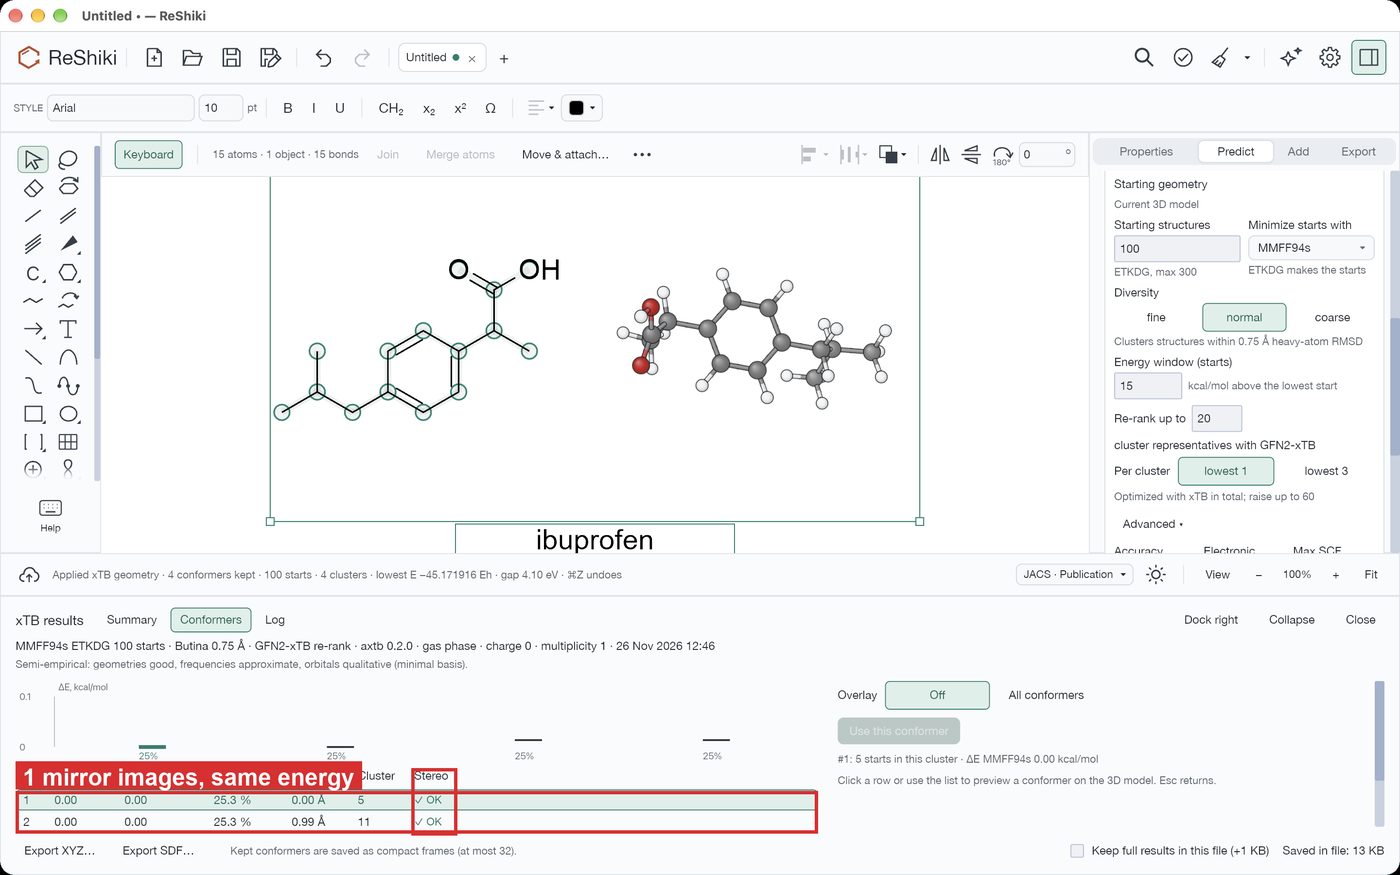 Untitled • — ReShiki
ReShiki
Untitled
STYLE Arial 10 pt B I U CH₂ x₂ x² Ω
Keyboard 15 atoms · 1 object · 15 bonds Join Merge atoms Move & attach... ••• 180° 0 °
Properties Predict Add Export
C
T
Help
O OH
ibuprofen
Starting geometry
Current 3D model
Starting structures Minimize starts with
100 MMFF94s
ETKDG, max 300 ETKDG makes the starts
Diversity
fine normal coarse
Clusters structures within 0.75 Å heavy-atom RMSD
Energy window (starts)
15 kcal/mol above the lowest start
Re-rank up to 20
cluster representatives with GFN2-xTB
Per cluster lowest 1 lowest 3
Optimized with xTB in total; raise up to 60
Advanced
Accuracy Electronic Max SCF
Applied xTB geometry · 4 conformers kept · 100 starts · 4 clusters · lowest E −45.171916 Eh · gap 4.10 eV · ⌘Z undoes
JACS · Publication View − 100% + Fit
xTB results Summary Conformers Log Dock right Collapse Close
MMFF94s ETKDG 100 starts · Butina 0.75 Å · GFN2-xTB re-rank · axtb 0.2.0 · gas phase · charge 0 · multiplicity 1 · 26 Nov 2026 12:46
Semi-empirical: geometries good, frequencies approximate, orbitals qualitative (minimal basis).
ΔE, kcal/mol
0.1
0
25% 25% 25% 25%
1 mirror images, same energy Cluster Stereo
1 0.00 0.00 25.3 % 0.00 Å 5 ✓ OK
2 0.00 0.00 25.3 % 0.99 Å 11 ✓ OK
Overlay Off All conformers
Use this conformer
#1: 5 starts in this cluster · ΔE MMFF94s 0.00 kcal/mol
Click a row or use the list to preview a conformer on the 3D model. Esc returns.
Export XYZ... Export SDF... Kept conformers are saved as compact frames (at most 32). Keep full results in this file (+1 KB) Saved in file: 13 KB